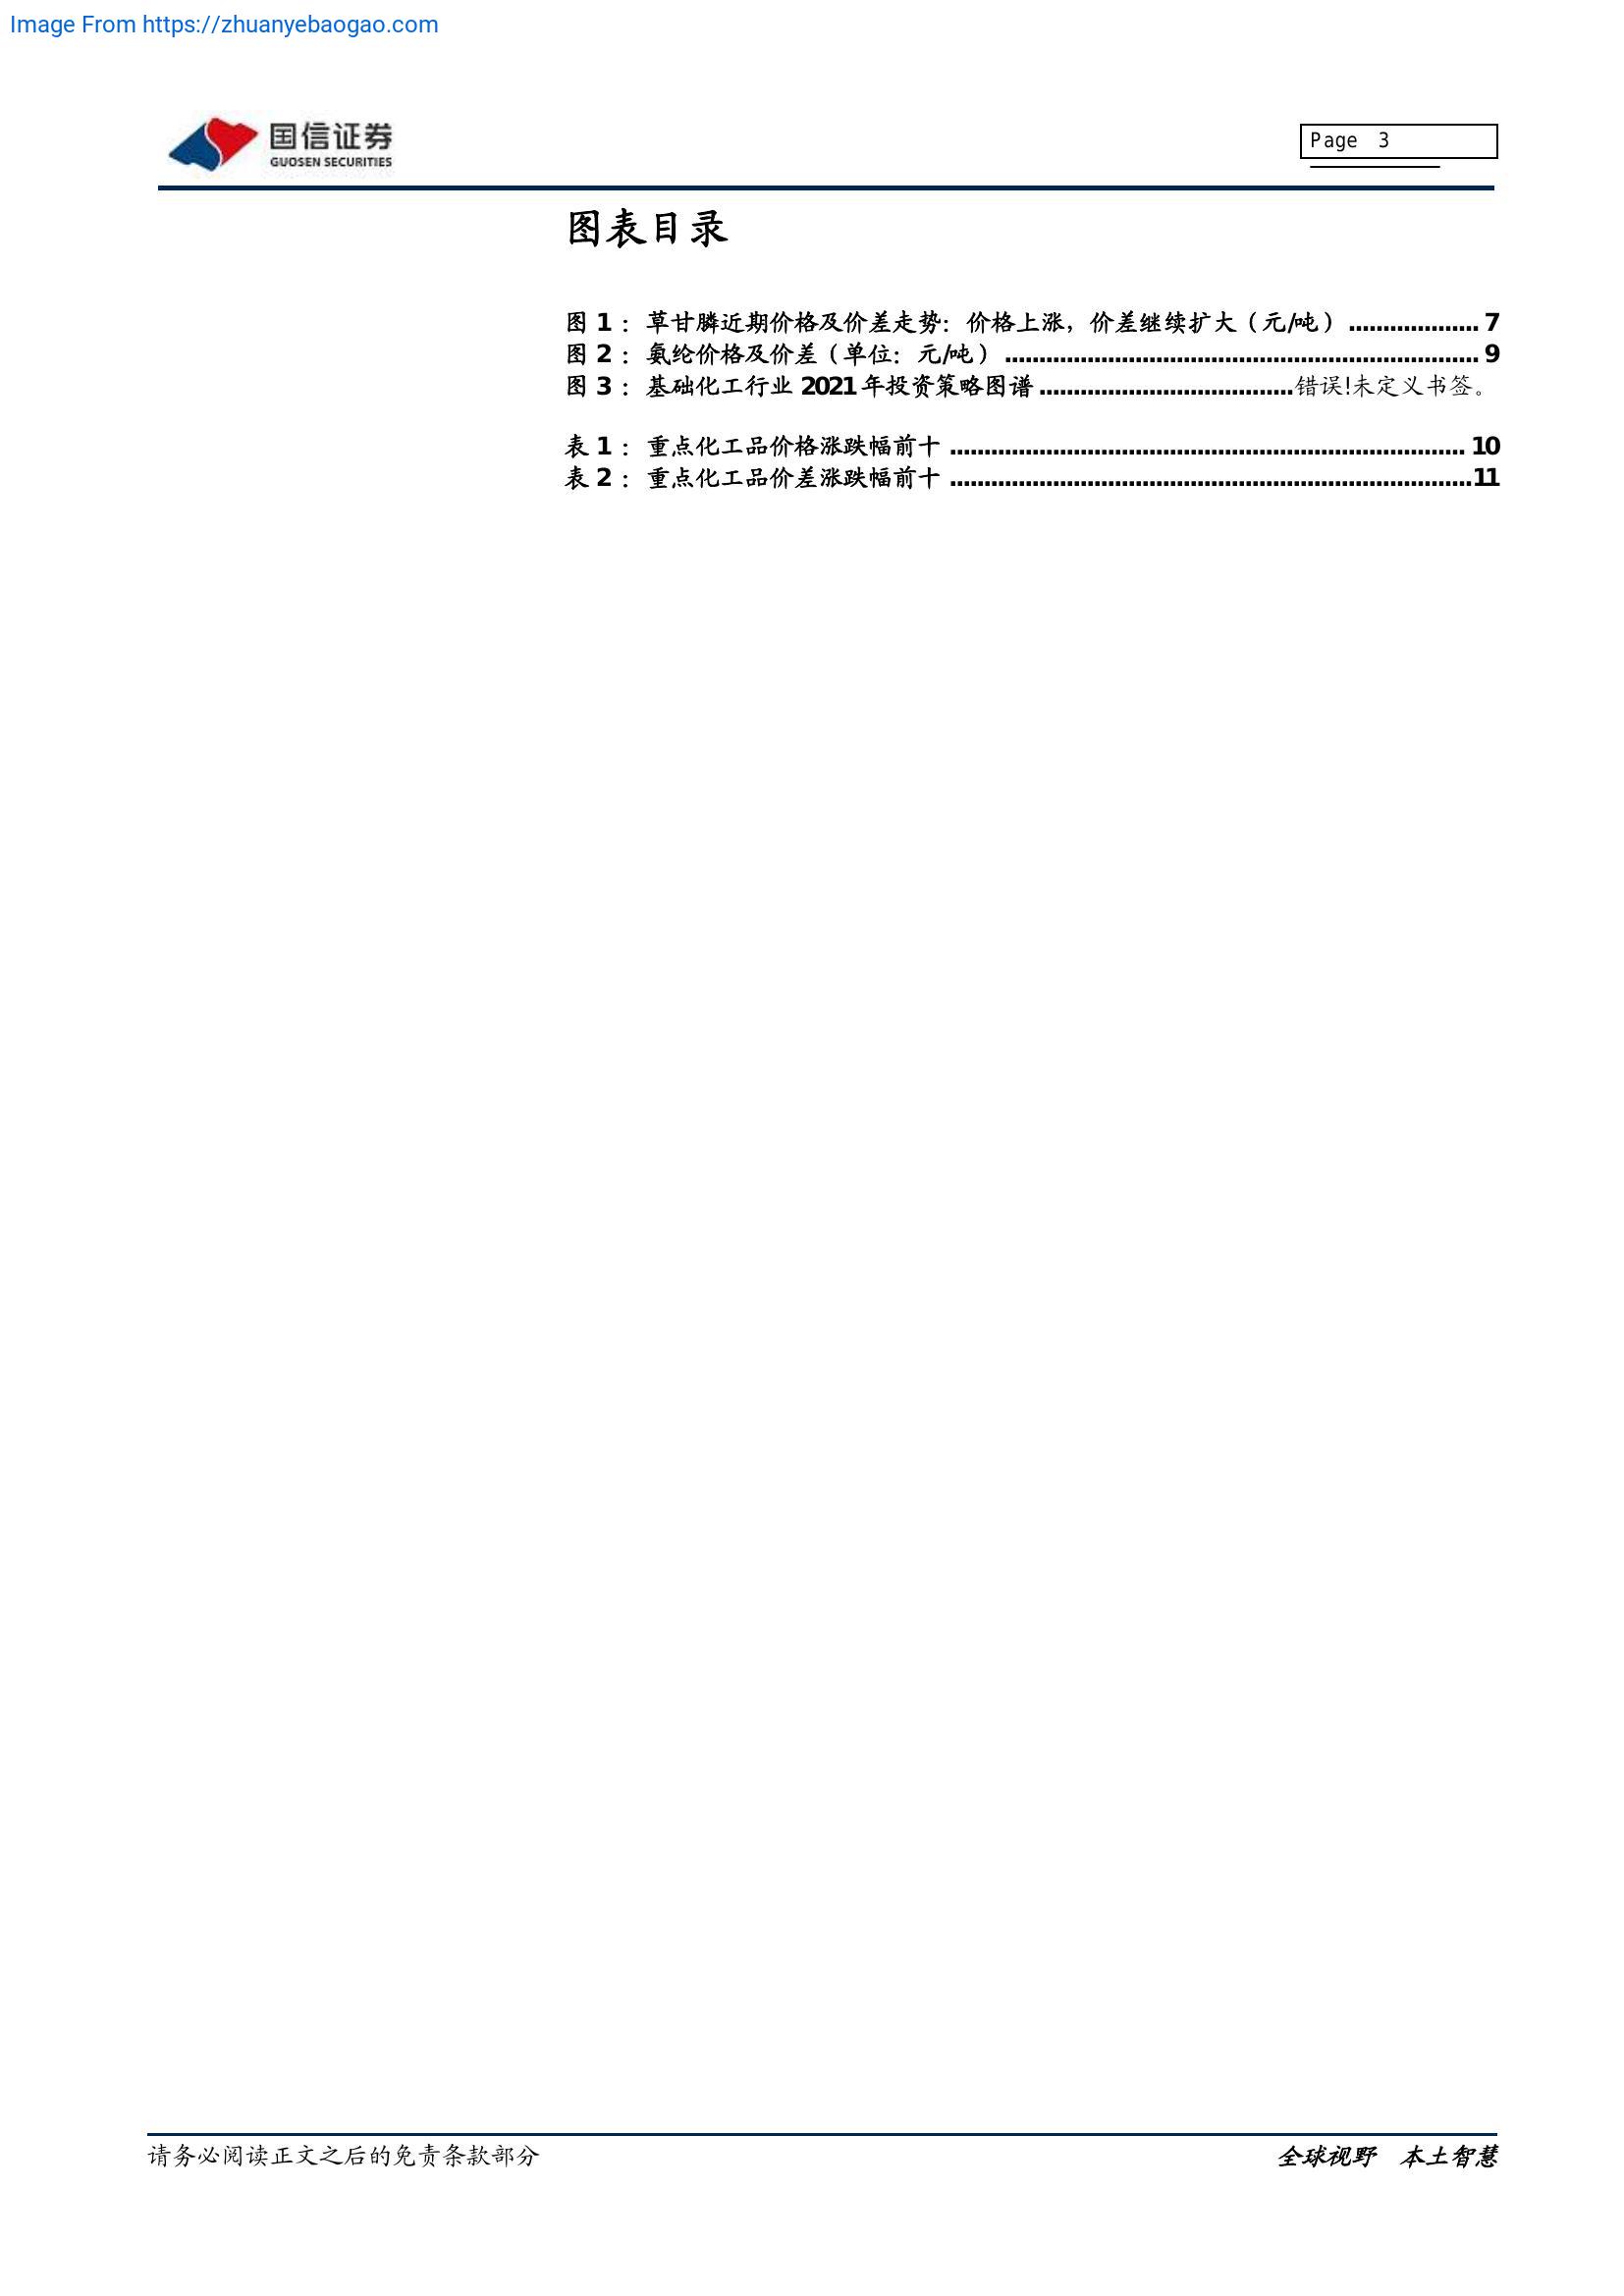 Image From https://zhuanyebaogao.com
国信证券
GUOSEN SECURITIES
Page 3
图表目录
图 1：草甘膦近期价格及价差走势：价格上涨，价差继续扩大（元/吨）................... 7
图 2：氨纶价格及价差（单位：元/吨）..................................................................... 9
图 3：基础化工行业 2021 年投资策略图谱.....................................错误!未定义书签。
表 1：重点化工品价格涨跌幅前十........................................................................... 10
表 2：重点化工品价差涨跌幅前十............................................................................11
请务必阅读正文之后的免责条款部分
全球视野 本土智慧